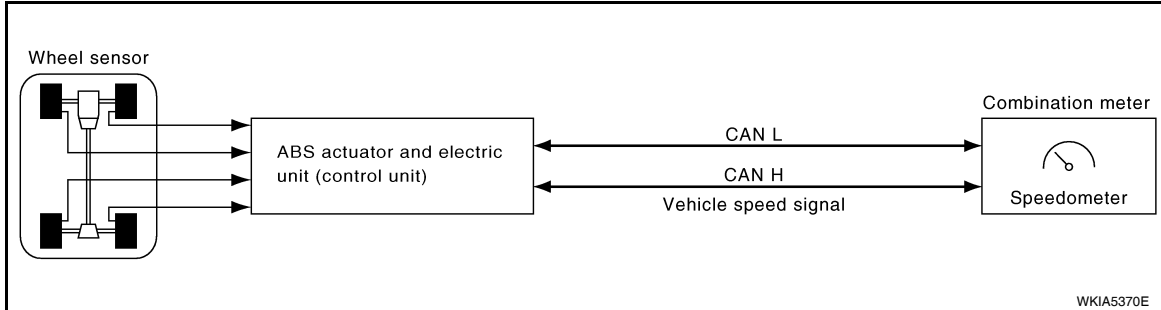 Wheel sensor
ABS actuator and electric
unit (control unit)
CAN L
CAN H
Vehicle speed signal
Combination meter
Speedometer
WKIA5370E